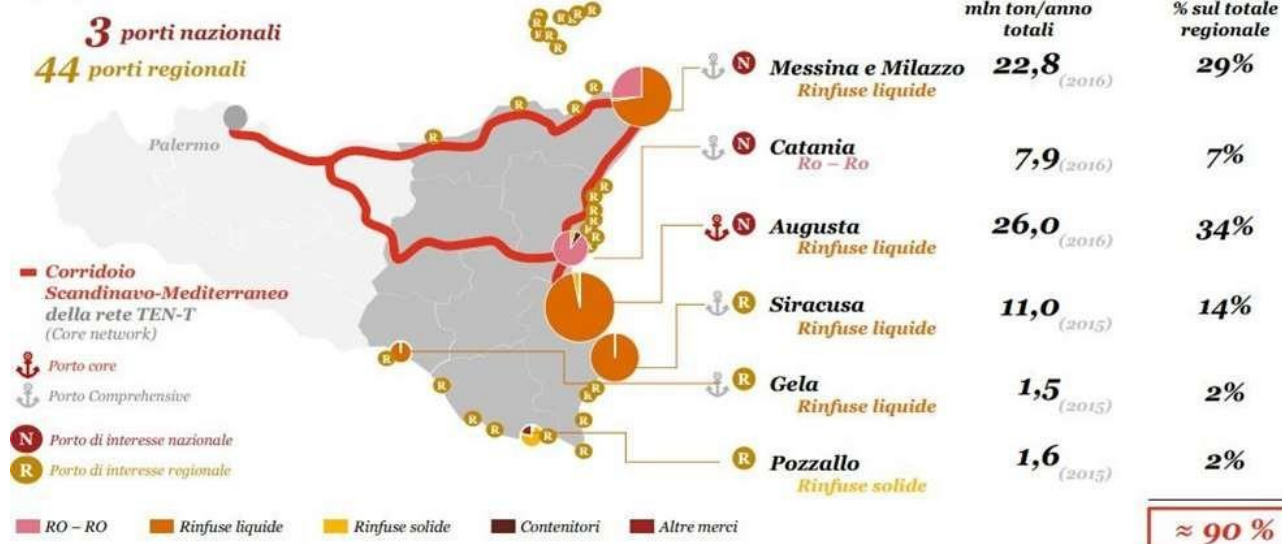 3 porti nazionali
44 porti regionali
Palermo
Corridoio
Scandinavo-Mediterraneo
della rete TEN-T
(Core network)
Porto core
Porto Comprehensive
N Porto di interesse nazionale
R Porto di interesse regionale
mln ton/anno
totali
% sul totale
regionale
N Messina e Milazzo 22,8 (2016) 29%
Rinfuse liquide
N Catania 7,9 (2016) 7%
Ro – Ro
N Augusta 26,0 (2016) 34%
Rinfuse liquide
R Siracusa 11,0 (2015) 14%
Rinfuse liquide
R Gela 1,5 (2015) 2%
Rinfuse liquide
R Pozzallo 1,6 (2015) 2%
Rinfuse solide
RO – RO Rinfuse liquide Rinfuse solide Contenitori Altre merci
≈ 90 %